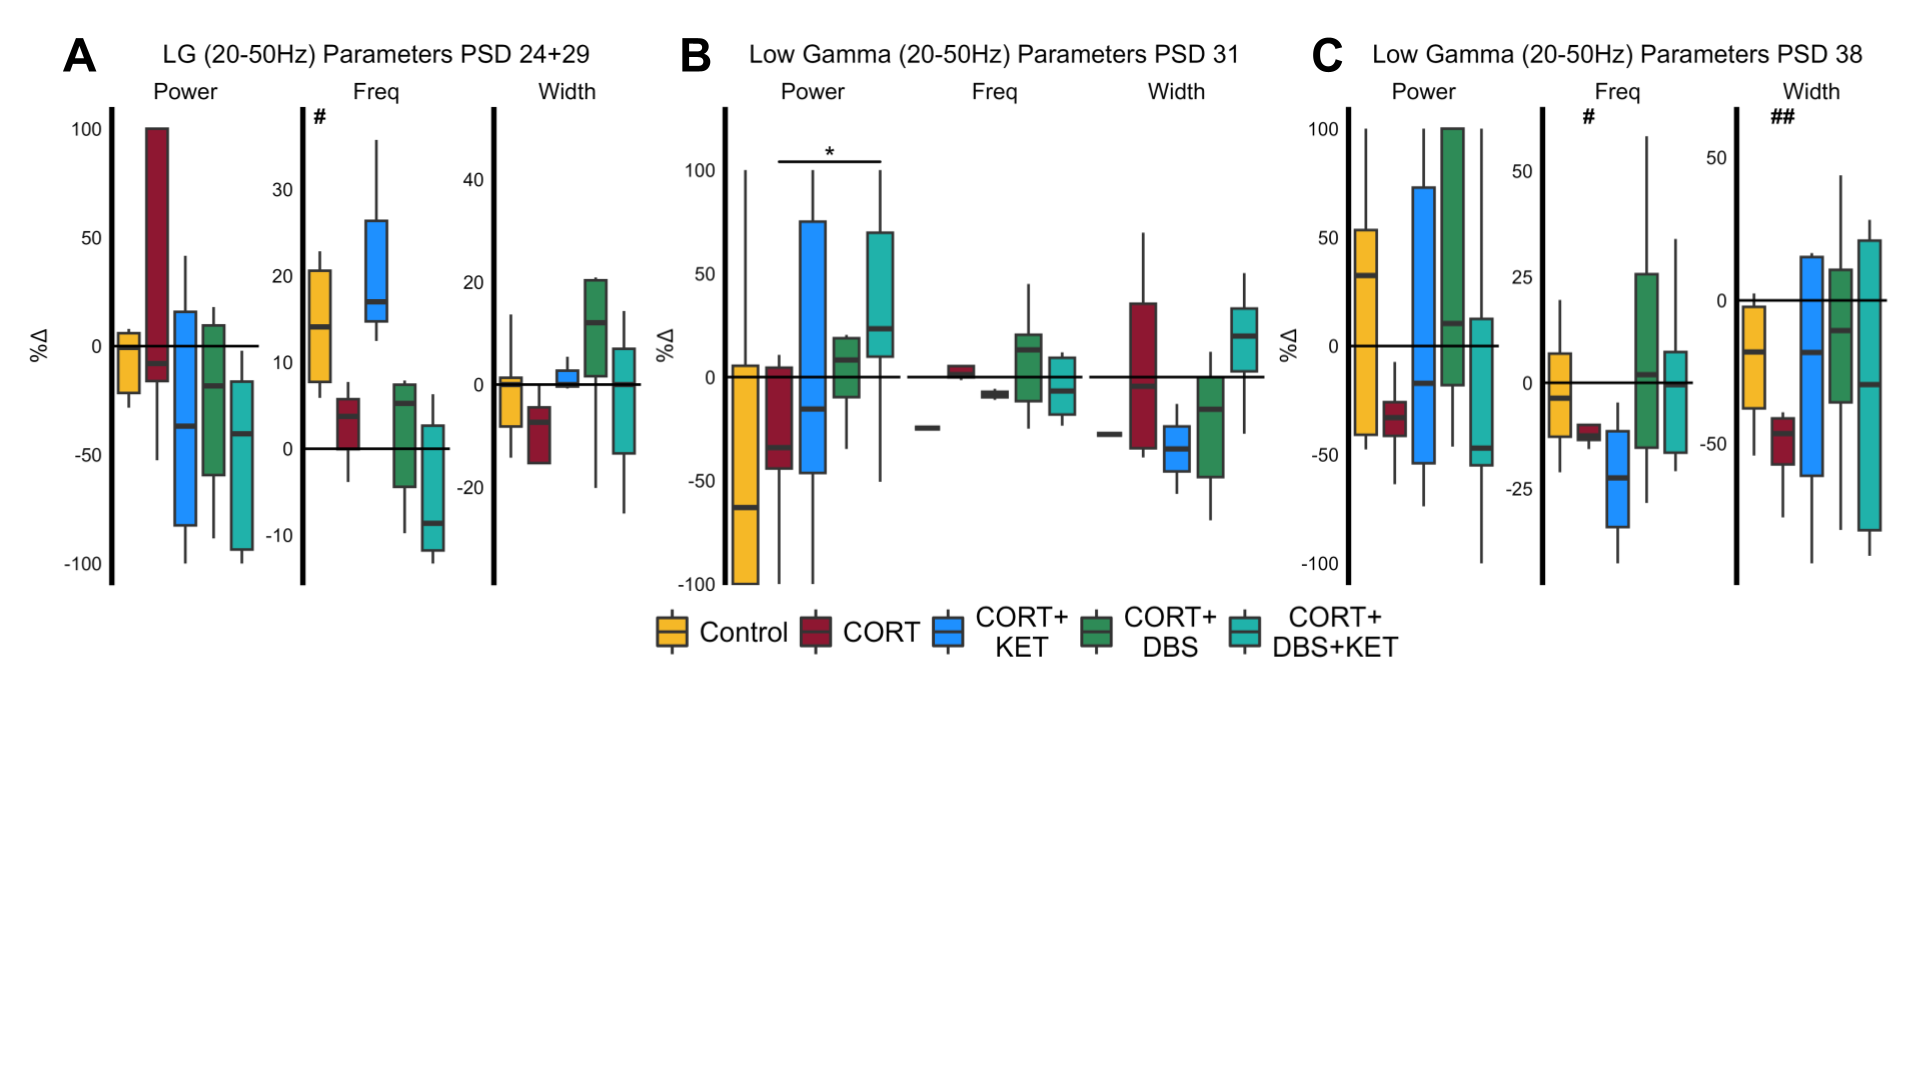 A
LG (20-50Hz) Parameters PSD 24+29
Power
Freq
Width
#
%Δ
100
50
0
-50
-100
30
20
10
0
-10
40
20
0
-20
B
Low Gamma (20-50Hz) Parameters PSD 31
Power
Freq
Width
*
%Δ
100
50
0
-50
-100
C
Low Gamma (20-50Hz) Parameters PSD 38
Power
Freq
Width
#
##
%Δ
100
50
0
-50
-100
50
25
0
-25
50
0
-50
Control
CORT
CORT+
KET
CORT+
DBS
CORT+
DBS+KET